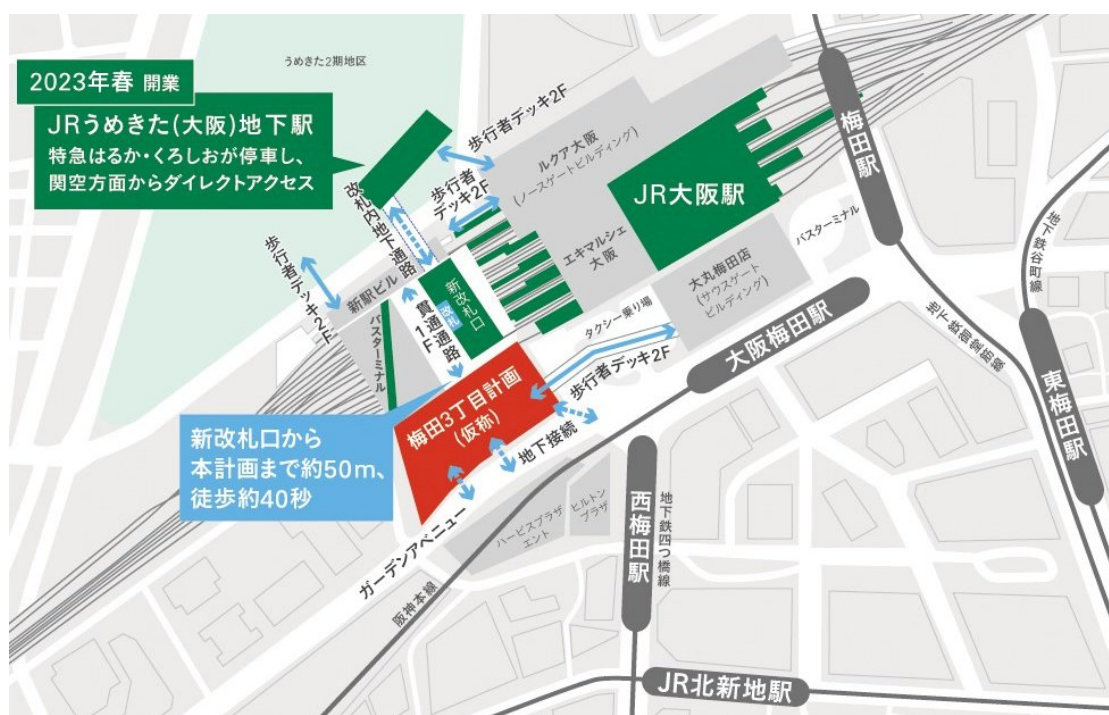 うめきた2期地区
2023年春 開業
JRうめきた(大阪)地下駅
特急はるか・くろしおが停車し、
関空方面からダイレクトアクセス
歩行者デッキ2F
歩行者
デッキ2F
改札内地下通路
歩行者デッキ2F
新駅ビル
バスターミナル
貫通通路
1F
改札
新改札口
ルクア大阪
(ノースゲートビルディング)
エキマルシェ
大阪
JR大阪駅
大丸梅田店
(サウスゲート
ビルディング)
バスターミナル
タクシー乗り場
歩行者デッキ2F
梅田駅
地下鉄谷町線
地下鉄御堂筋線
東梅田駅
大阪梅田駅
梅田3丁目計画
(仮称)
地下接続
新改札口から
本計画まで約50m、
徒歩約40秒
ガーデンアベニュー
ハービスプラザ
エント
ヒルトン
プラザ
阪神本線
西梅田駅
地下鉄四つ橋線
JR北新地駅